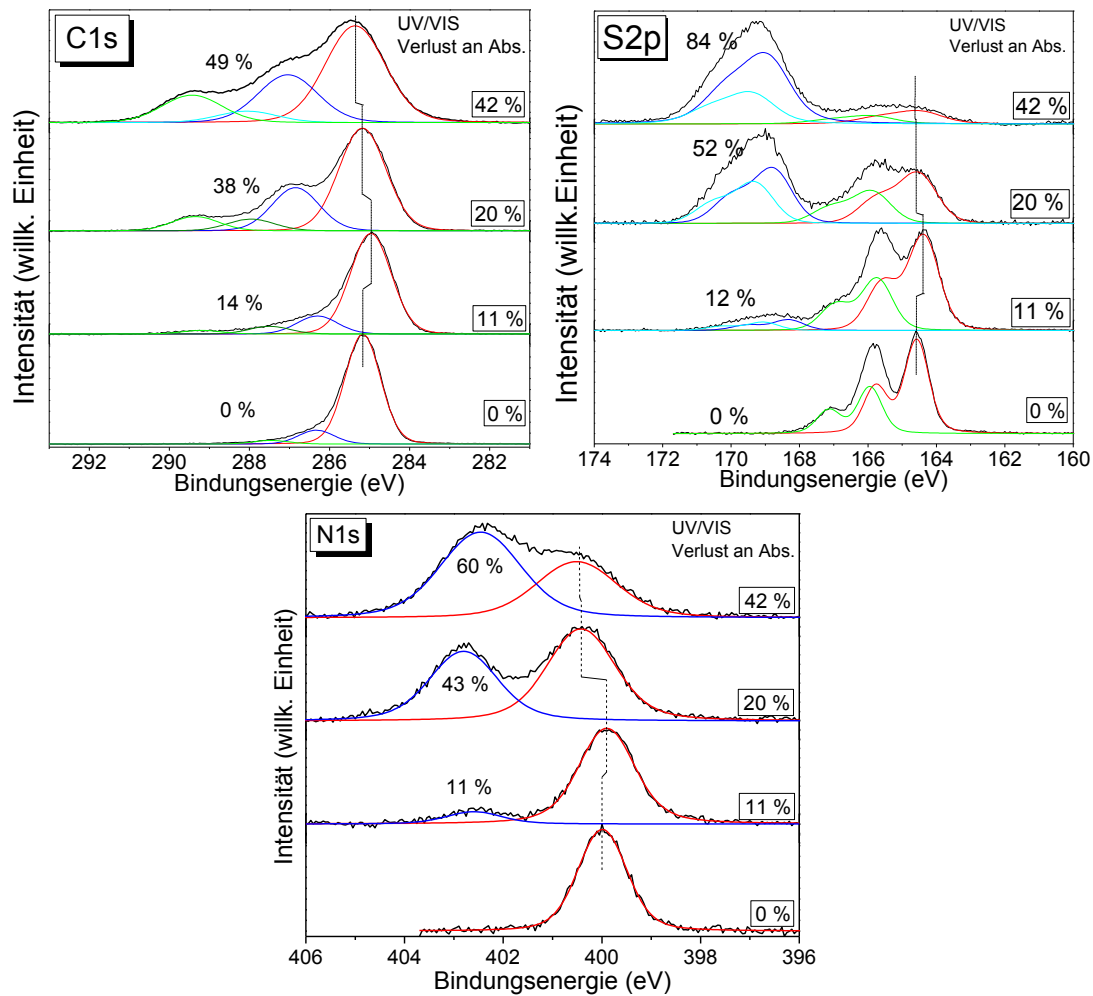 C1s
UV/VIS
Verlust an Abs.
49 %
42 %
38 %
20 %
14 %
11 %
0 %
0 %
292 290 288 286 284 282
Bindungsenergie (eV)
Intensität (willk. Einheit)
S2p
UV/VIS
Verlust an Abs.
84 %
42 %
52 %
20 %
12 %
11 %
0 %
0 %
174 172 170 168 166 164 162 160
Bindungsenergie (eV)
Intensität (willk.Einheit)
N1s
UV/VIS
Verlust an Abs.
60 %
42 %
43 %
20 %
11 %
11 %
0 %
406 404 402 400 398 396
Bindungsenergie (eV)
Intensität (willk. Einheit)